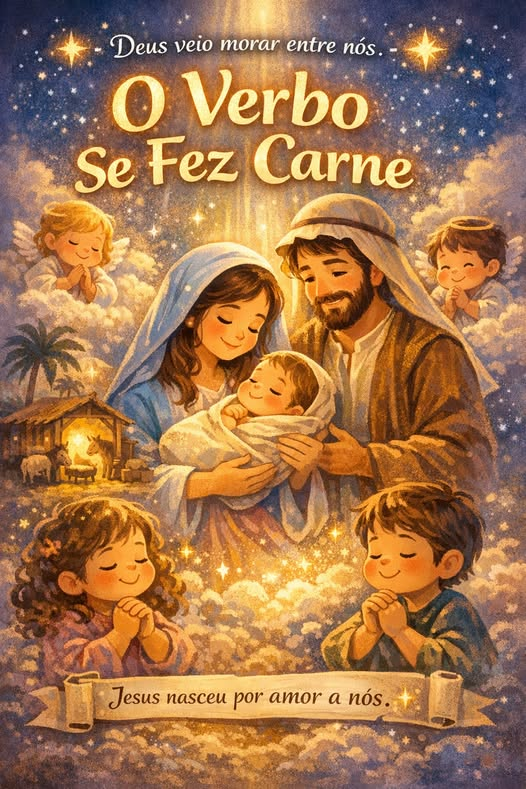 Deus veio morar entre nós.
O Verbo
Se Fez Carne
Jesus nasceu por amor a nós.